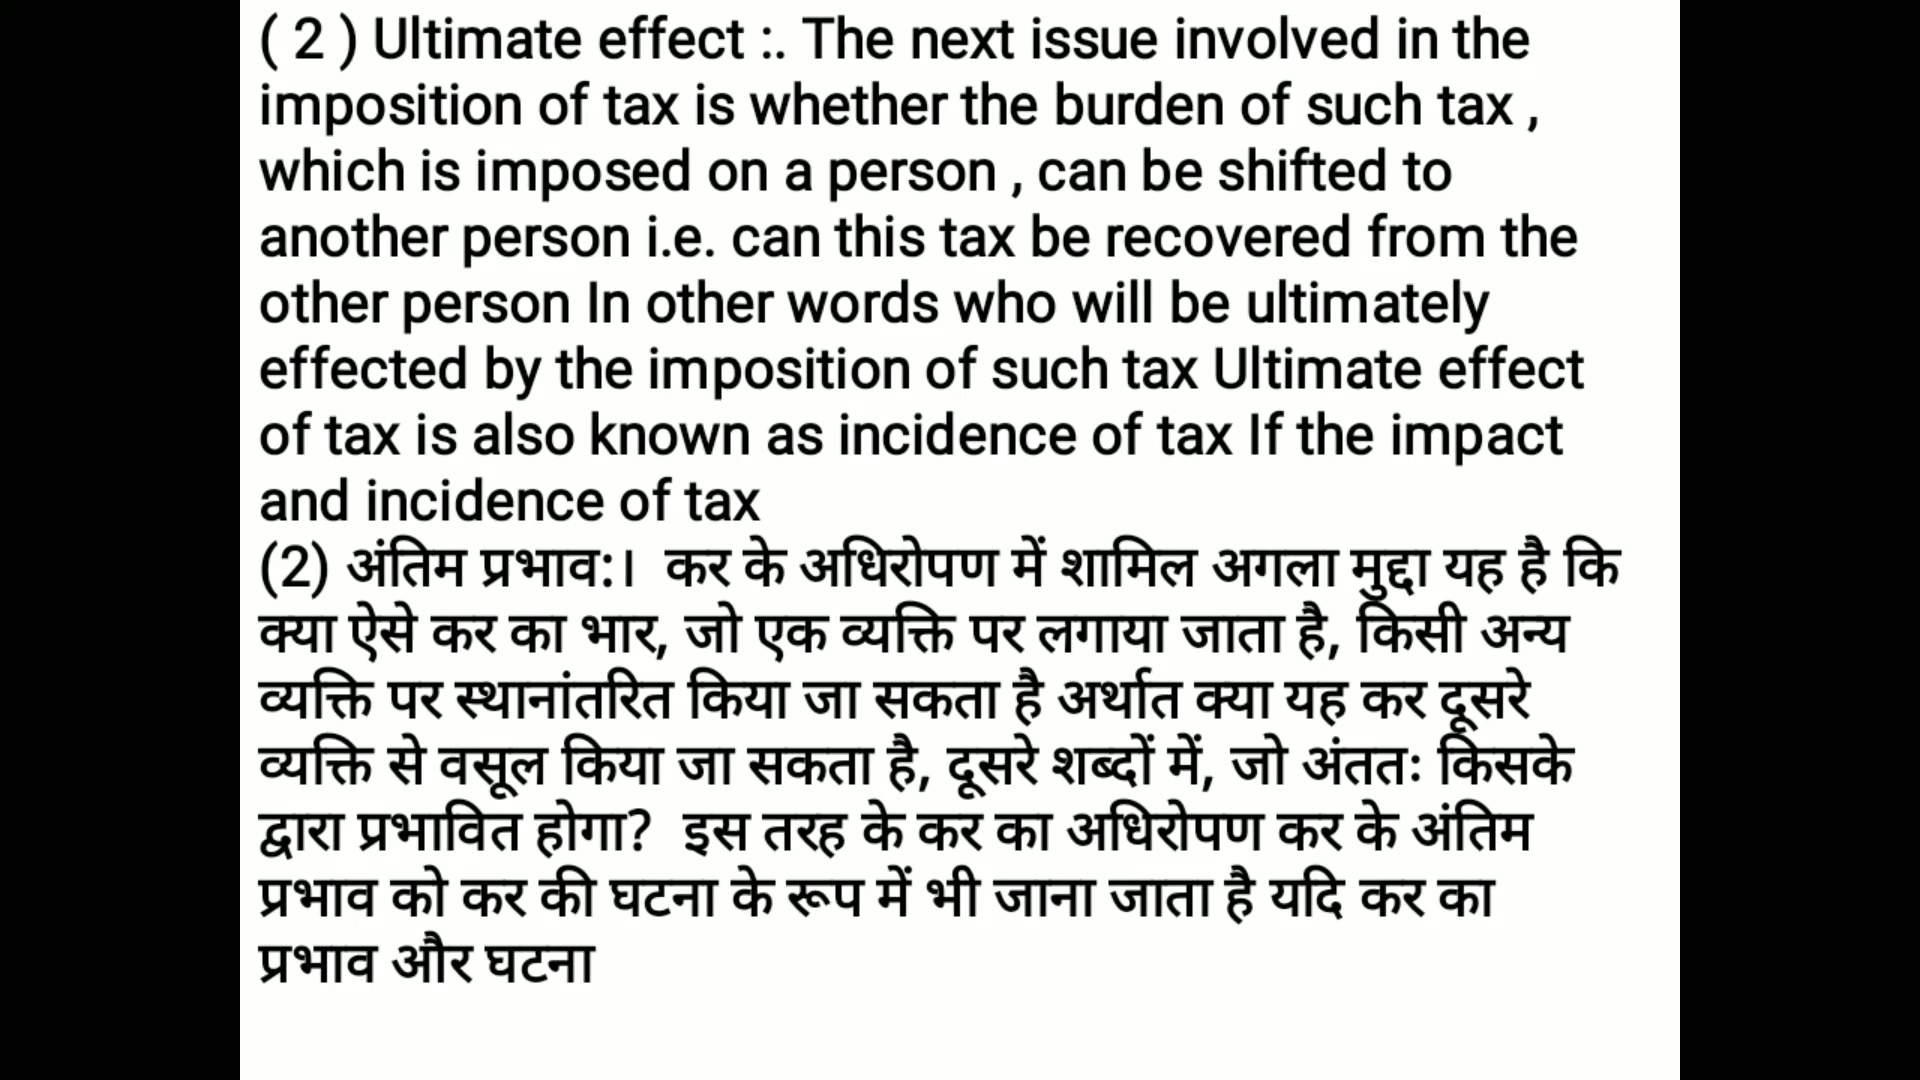 ( 2 ) Ultimate effect :. The next issue involved in the
imposition of tax is whether the burden of such tax ,
which is imposed on a person , can be shifted to
another person i.e. can this tax be recovered from the
other person In other words who will be ultimately
effected by the imposition of such tax Ultimate effect
of tax is also known as incidence of tax If the impact
and incidence of tax
(2) अंतिम प्रभाव:। कर के अधिरोपण में शामिल अगला मुद्दा यह है कि
क्या ऐसे कर का भार, जो एक व्यक्ति पर लगाया जाता है, किसी अन्य
व्यक्ति पर स्थानांतरित किया जा सकता है अर्थात क्या यह कर दूसरे
व्यक्ति से वसूल किया जा सकता है, दूसरे शब्दों में, जो अंततः किसके
द्वारा प्रभावित होगा? इस तरह के कर का अधिरोपण कर के अंतिम
प्रभाव को कर की घटना के रूप में भी जाना जाता है यदि कर का
प्रभाव और घटना